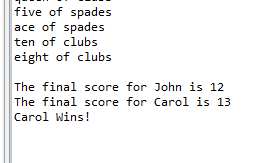 five of spades
ace of spades
ten of clubs
eight of clubs

The final score for John is 12
The final score for Carol is 13
Carol Wins!